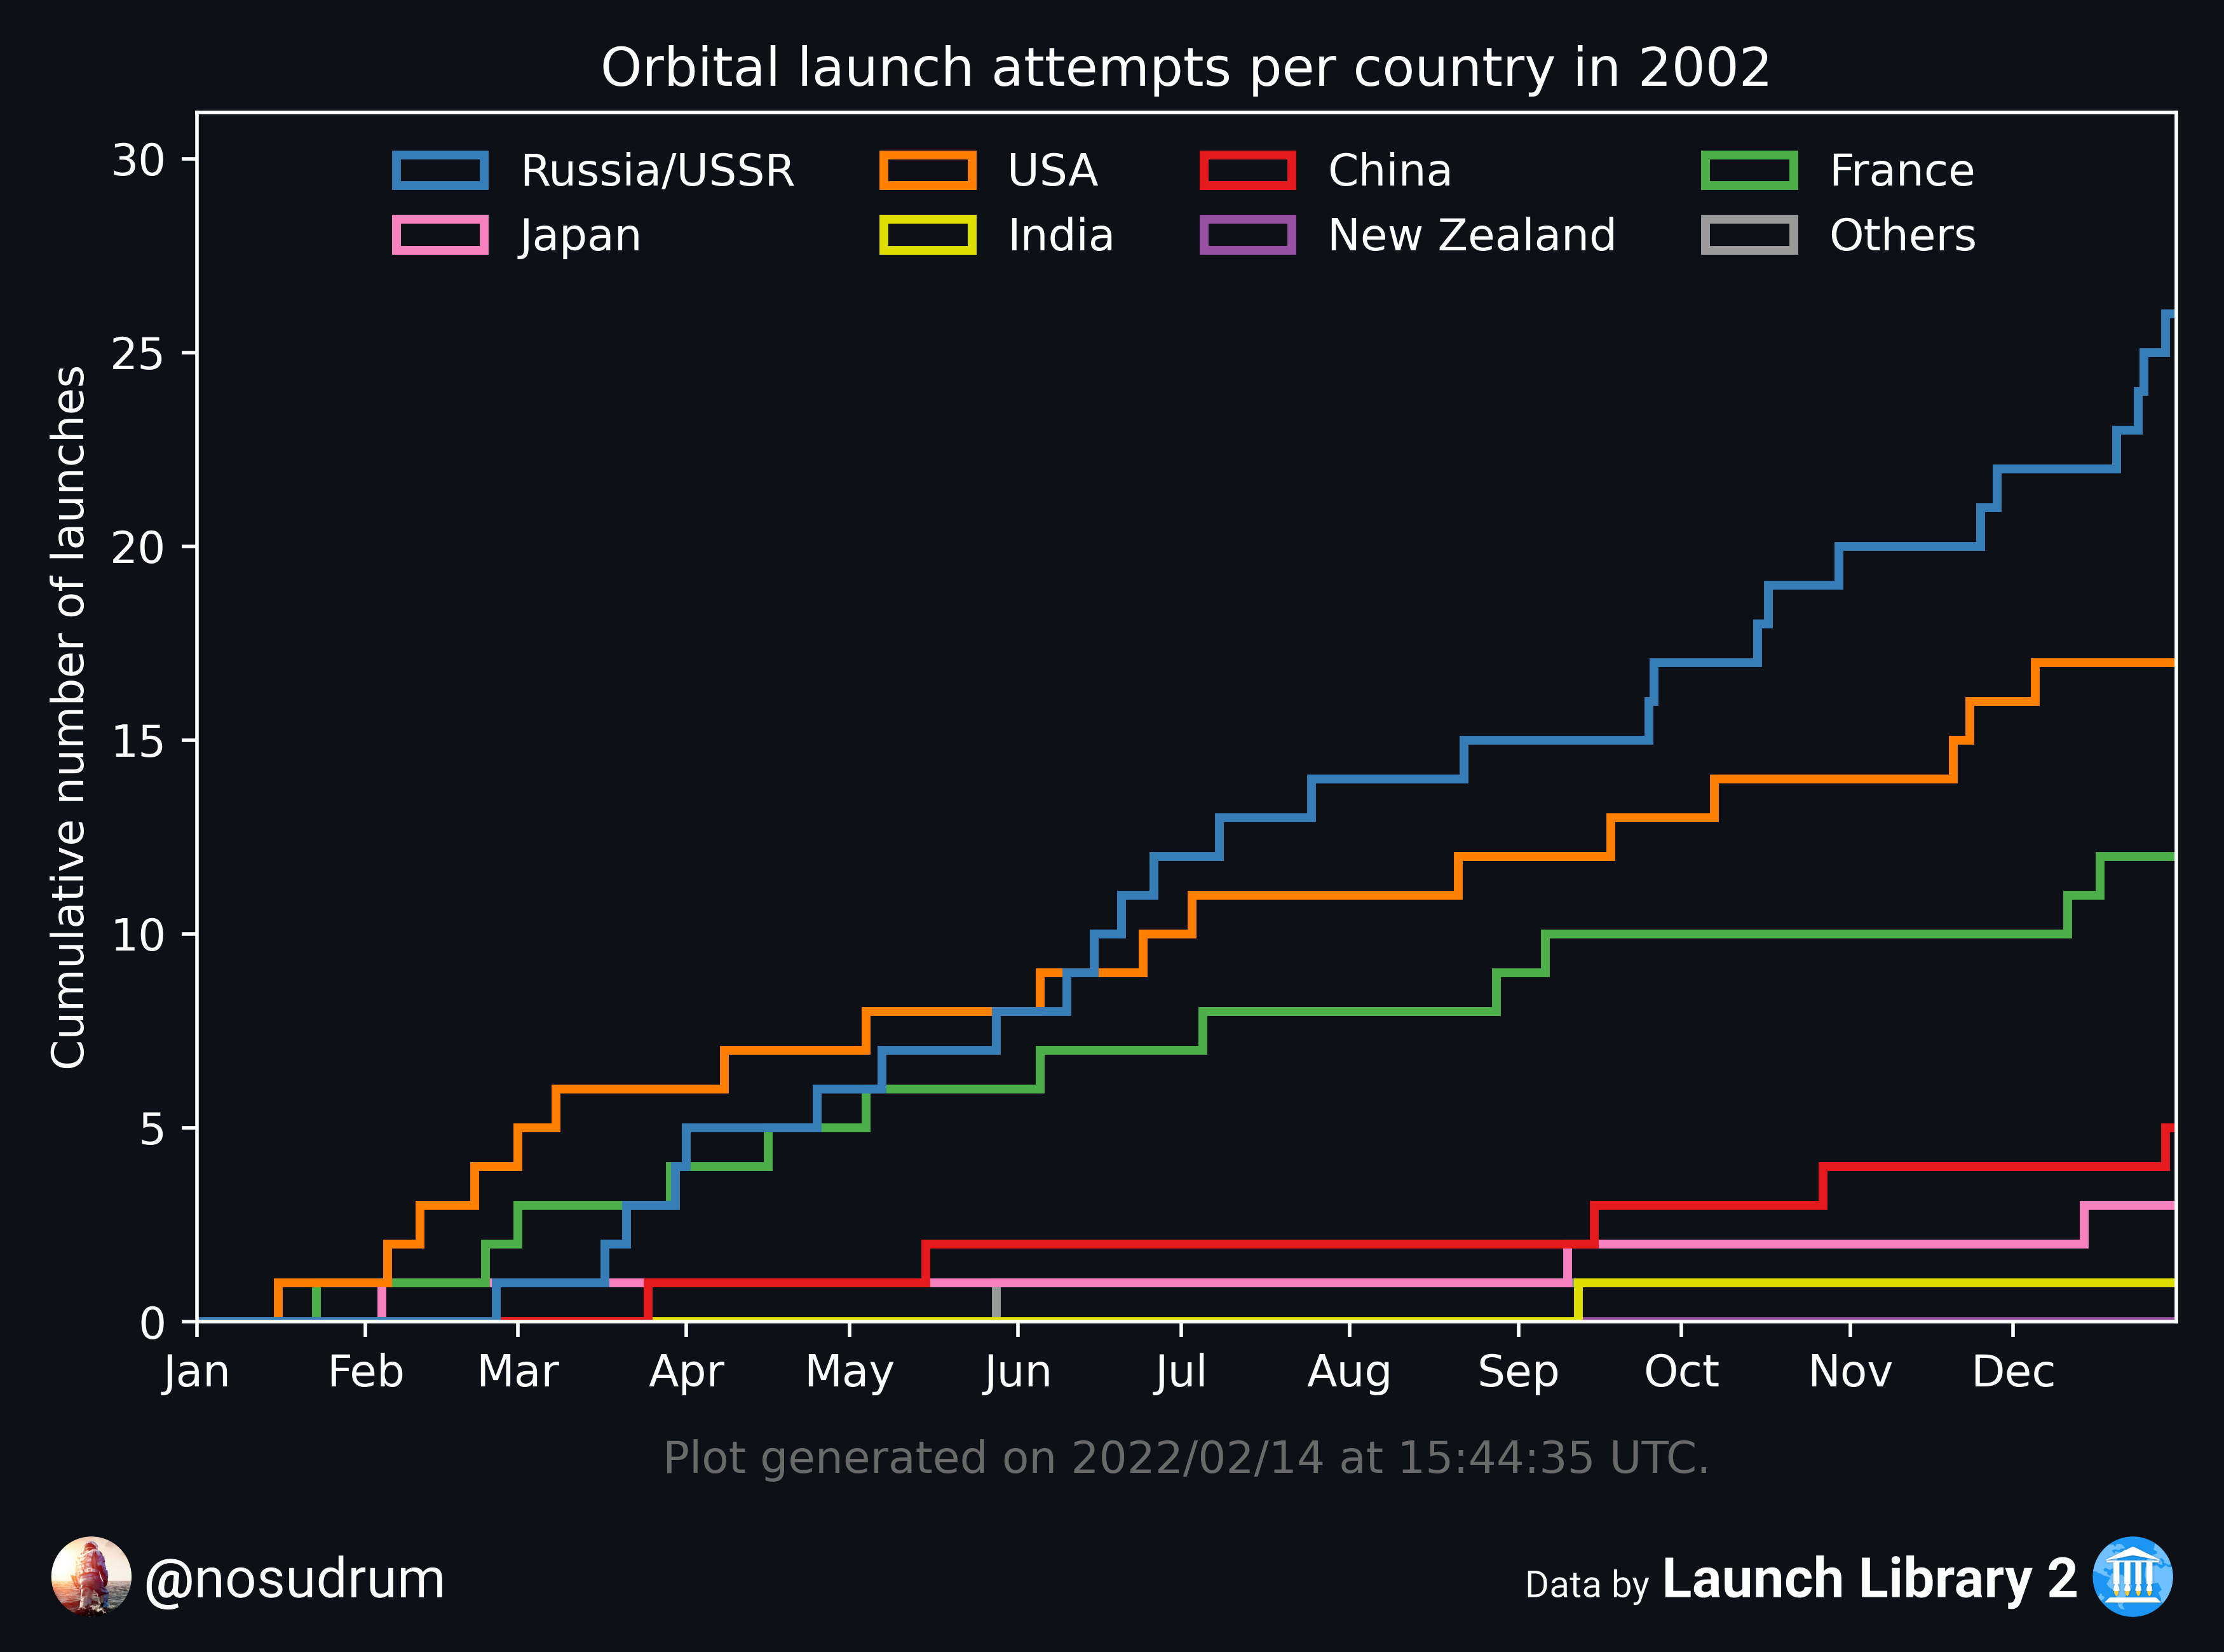 Orbital launch attempts per country in 2002
Russia/USSR USA China France
Japan India New Zealand Others
Cumulative number of launches
30
25
20
15
10
5
0
Jan Feb Mar Apr May Jun Jul Aug Sep Oct Nov Dec
Plot generated on 2022/02/14 at 15:44:35 UTC.
@nosudrum
Data by Launch Library 2